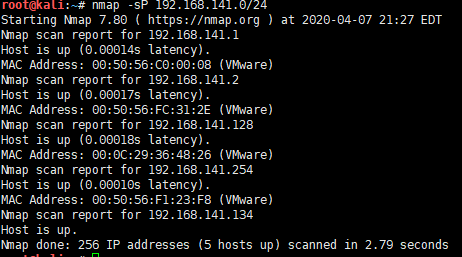 root@kali:~# nmap -sP 192.168.141.0/24
Starting Nmap 7.80 ( https://nmap.org ) at 2020-04-07 21:27 EDT
Nmap scan report for 192.168.141.1
Host is up (0.00014s latency).
MAC Address: 00:50:56:C0:00:08 (VMware)
Nmap scan report for 192.168.141.2
Host is up (0.00017s latency).
MAC Address: 00:50:56:FC:31:2E (VMware)
Nmap scan report for 192.168.141.128
Host is up (0.00018s latency).
MAC Address: 00:0C:29:36:48:26 (VMware)
Nmap scan report for 192.168.141.254
Host is up (0.00010s latency).
MAC Address: 00:50:56:F1:23:F8 (VMware)
Nmap scan report for 192.168.141.134
Host is up.
Nmap done: 256 IP addresses (5 hosts up) scanned in 2.79 seconds
root@kali:~#